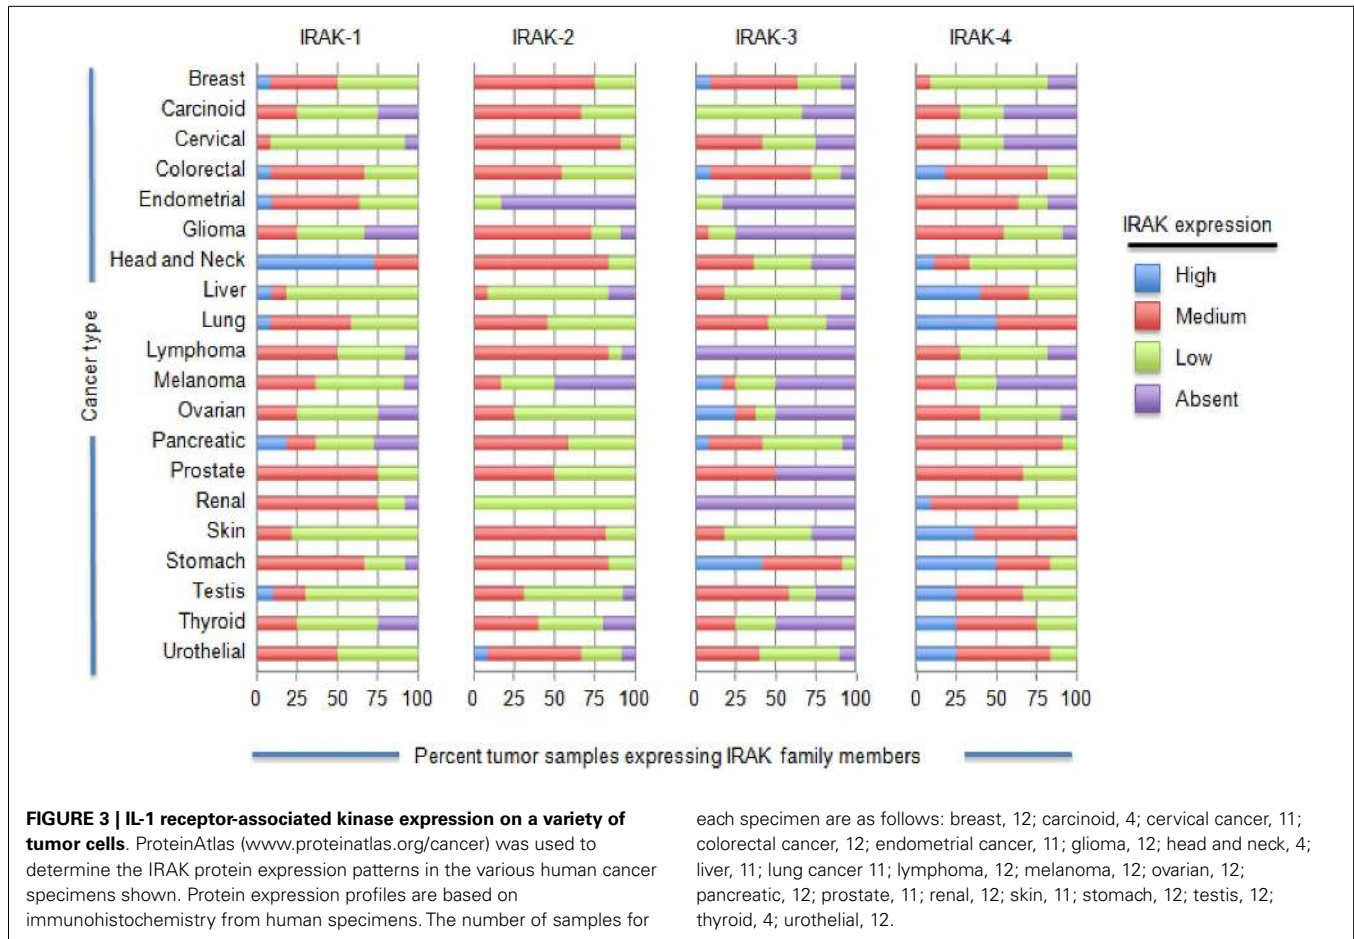 IRAK-1 IRAK-2 IRAK-3 IRAK-4
Breast
Carcinoid
Cervical
Colorectal
Endometrial
Glioma
Head and Neck
Liver
Lung
Lymphoma
Melanoma
Ovarian
Pancreatic
Prostate
Renal
Skin
Stomach
Testis
Thyroid
Urothelial
Cancer type
0 25 50 75 100 0 25 50 75 100 0 25 50 75 100 0 25 50 75 100
Percent tumor samples expressing IRAK family members
IRAK expression
High
Medium
Low
Absent
FIGURE 3 | IL-1 receptor-associated kinase expression on a variety of
tumor cells. ProteinAtlas (www.proteinatlas.org/cancer) was used to
determine the IRAK protein expression patterns in the various human cancer
specimens shown. Protein expression profiles are based on
immunohistochemistry from human specimens. The number of samples for
each specimen are as follows: breast, 12; carcinoid, 4; cervical cancer, 11;
colorectal cancer, 12; endometrial cancer, 11; glioma, 12; head and neck, 4;
liver, 11; lung cancer 11; lymphoma, 12; melanoma, 12; ovarian, 12;
pancreatic, 12; prostate, 11; renal, 12; skin, 11; stomach, 12; testis, 12;
thyroid, 4; urothelial, 12.